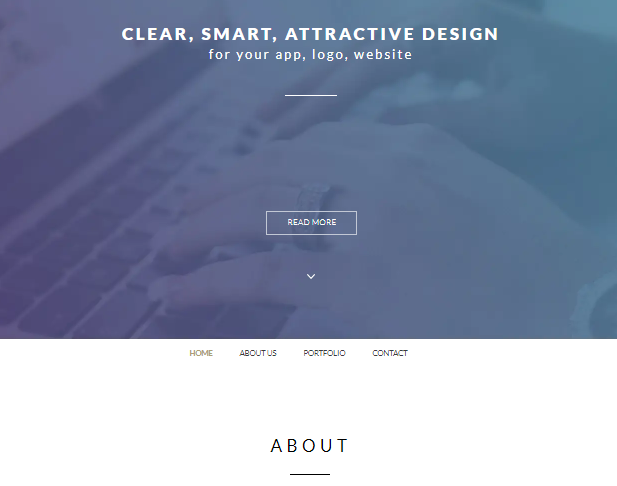 CLEAR, SMART, ATTRACTIVE DESIGN
for your app, logo, website
READ MORE
HOME ABOUT US PORTFOLIO CONTACT
ABOUT